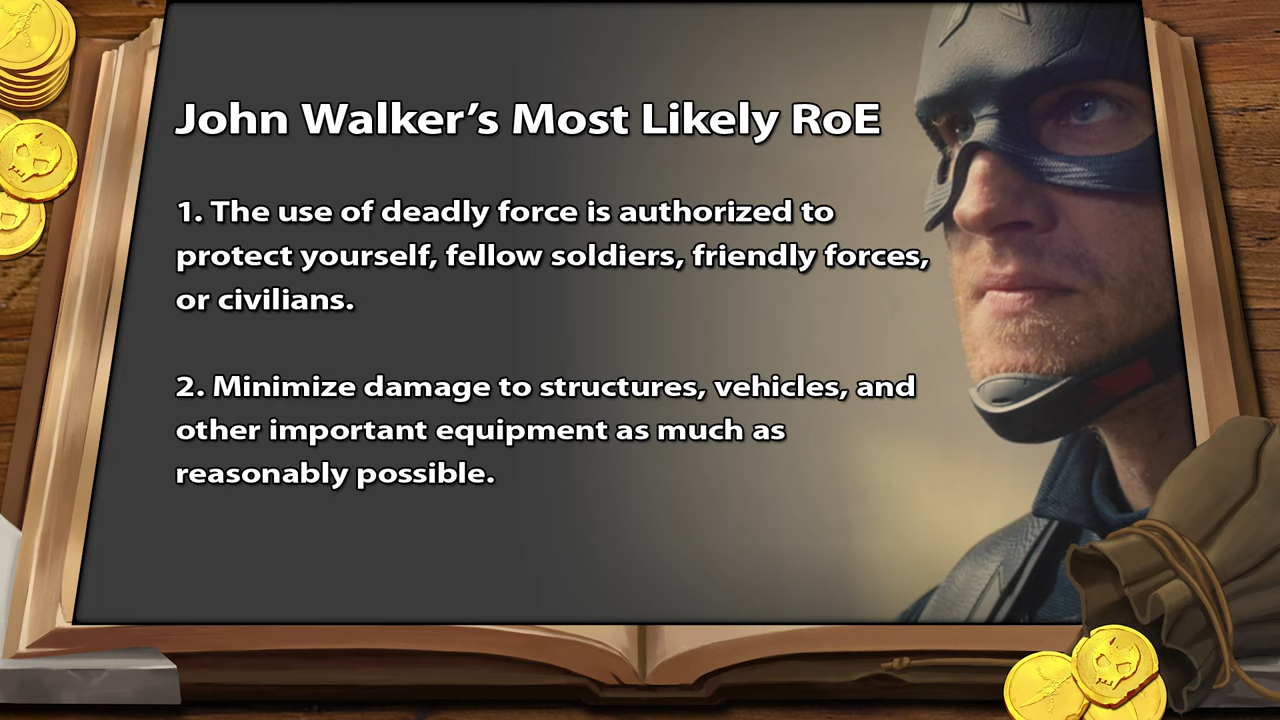 John Walker’s Most Likely RoE
1. The use of deadly force is authorized to
protect yourself, fellow soldiers, friendly forces,
or civilians.
2. Minimize damage to structures, vehicles, and
other important equipment as much as
reasonably possible.